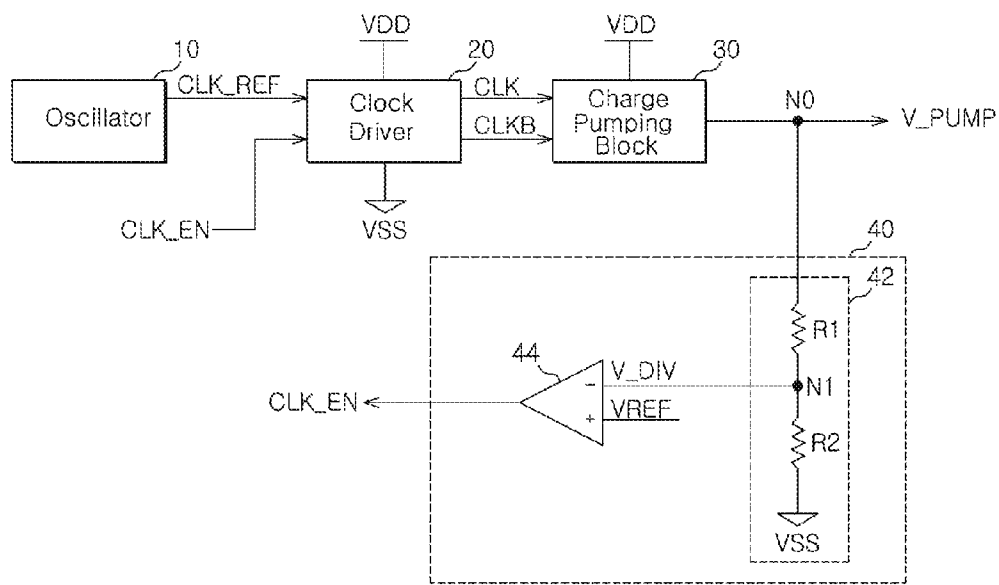 VDD
VDD
10
20
30
CLK_REF
CLK
N0
Oscillator
Clock
Driver
CLKB
Charge
Pumping
Block
V_PUMP
CLK_EN
VSS
40
42
R1
44
V_DIV
N1
CLK_EN
-
VREF
+
R2
VSS